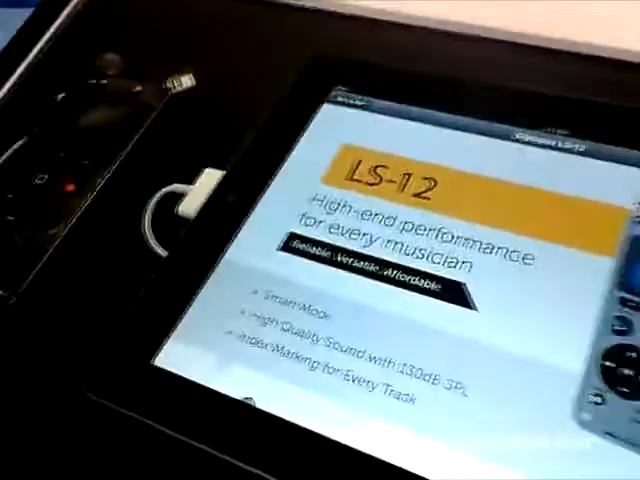 LS-12
High-end performance
for every musician
Reliable. Versatile. Affordable.
Smart Mode
High Quality Sound with 130dB SPL
Index Marking for Every Track